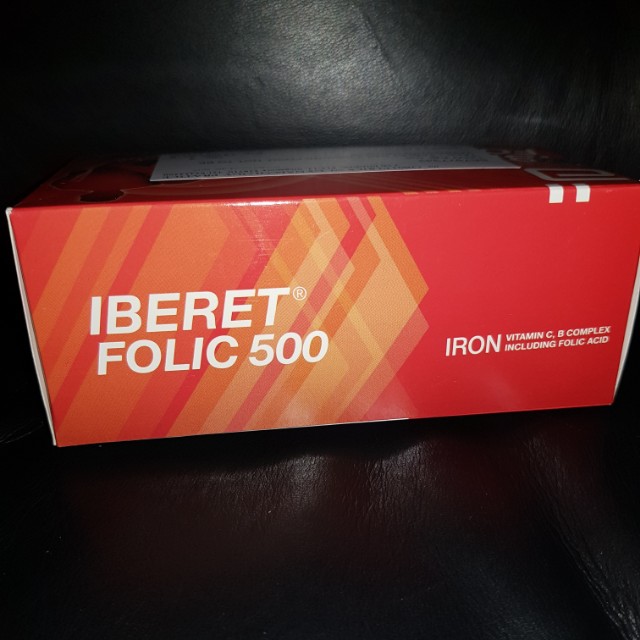 IBERET®
FOLIC 500
IRON VITAMIN C, B COMPLEX
INCLUDING FOLIC ACID